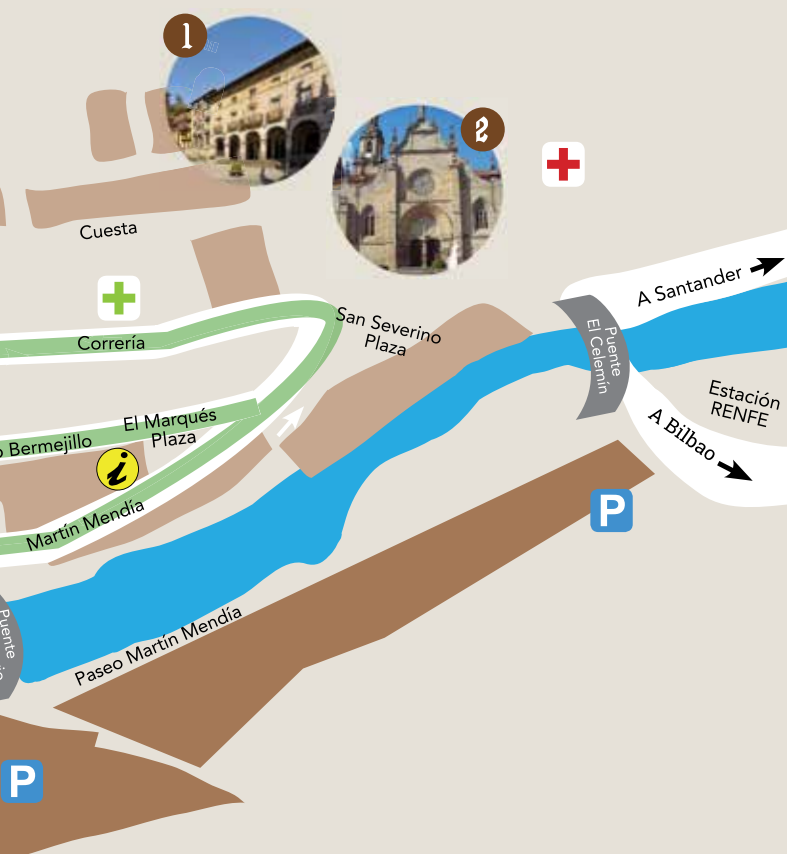 1
2
Cuesta
A Santander
San Severino
Plaza
Correría
Puente
El Celemín
Estación
RENFE
El Marqués
Plaza
Bermejillo
A Bilbao
i
Martín Mendía
P
Puente
Paseo Martín Mendía
P